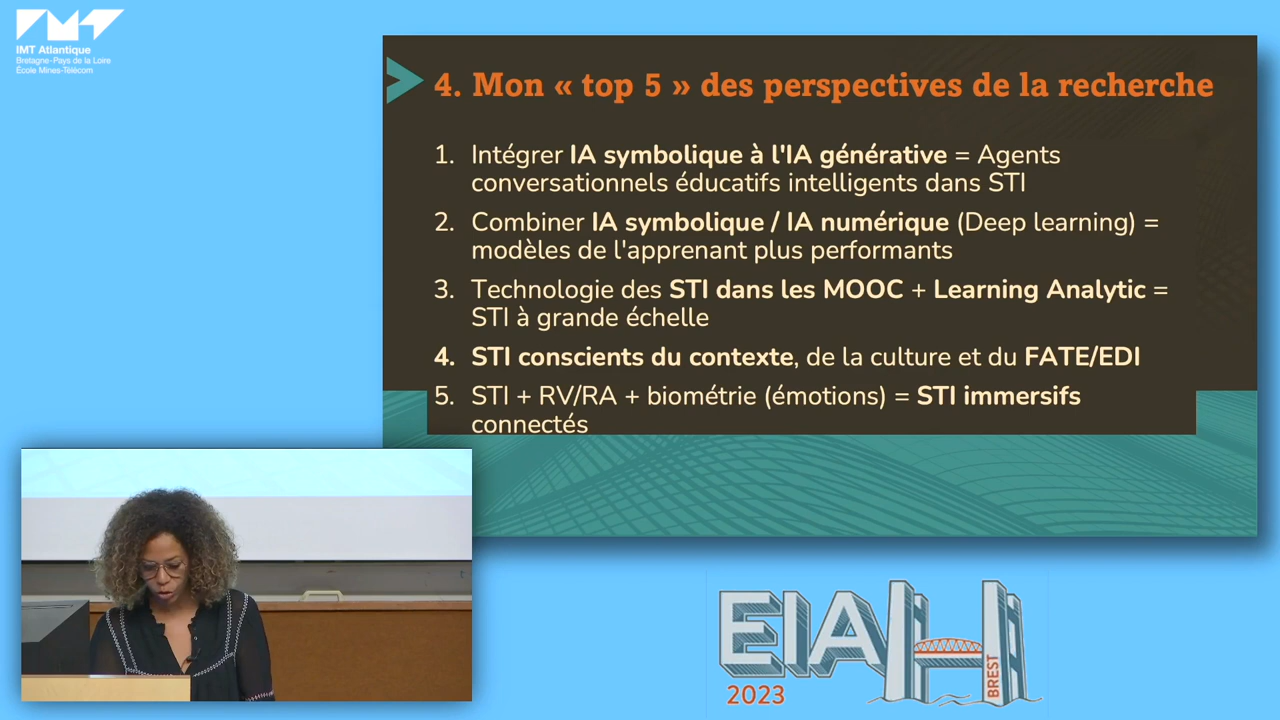 IMT Atlantique
Bretagne-Pays de la Loire
École Mines-Télécom
4. Mon « top 5 » des perspectives de la recherche
1. Intégrer IA symbolique à l'IA générative = Agents
conversationnels éducatifs intelligents dans STI
2. Combiner IA symbolique / IA numérique (Deep learning) =
modèles de l'apprenant plus performants
3. Technologie des STI dans les MOOC + Learning Analytic =
STI à grande échelle
4. STI conscients du contexte, de la culture et du FATE/EDI
5. STI + RV/RA + biométrie (émotions) = STI immersifs
connectés
EIAH
2023
BREST